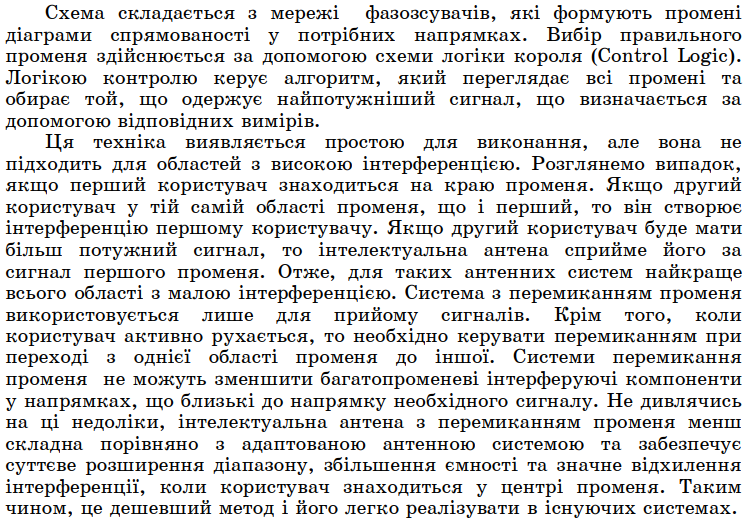 Схема складається з мережі фазозсувачів, які формують промені
діаграми спрямованості у потрібних напрямках. Вибір правильного
променя здійснюється за допомогою схеми логіки короля (Control Logic).
Логікою контролю керує алгоритм, який переглядає всі промені та
обирає той, що одержує найпотужніший сигнал, що визначається за
допомогою відповідних вимірів.
Ця техніка виявляється простою для виконання, але вона не
підходить для областей з високою інтерференцією. Розглянемо випадок,
якщо перший користувач знаходиться на краю променя. Якщо другий
користувач у тій самій області променя, що і перший, то він створює
інтерференцію першому користувачу. Якщо другий користувач буде мати
більш потужний сигнал, то інтелектуальна антена сприйме його за
сигнал першого променя. Отже, для таких антенних систем найкраще
всього області з малою інтерференцією. Система з перемиканням променя
використовується лише для прийому сигналів. Крім того, коли
користувач активно рухається, то необхідно керувати перемиканням при
переході з однієї області променя до іншої. Системи перемикання
променя не можуть зменшити багатопроменеві інтерферуючі компоненти
у напрямках, що близькі до напрямку необхідного сигналу. Не дивлячись
на ці недоліки, інтелектуальна антена з перемиканням променя менш
складна порівняно з адаптованою антенною системою та забезпечує
суттєве розширення діапазону, збільшення ємності та значне відхилення
інтерференції, коли користувач знаходиться у центрі променя. Таким
чином, це дешевший метод і його легко реалізувати в існуючих системах.